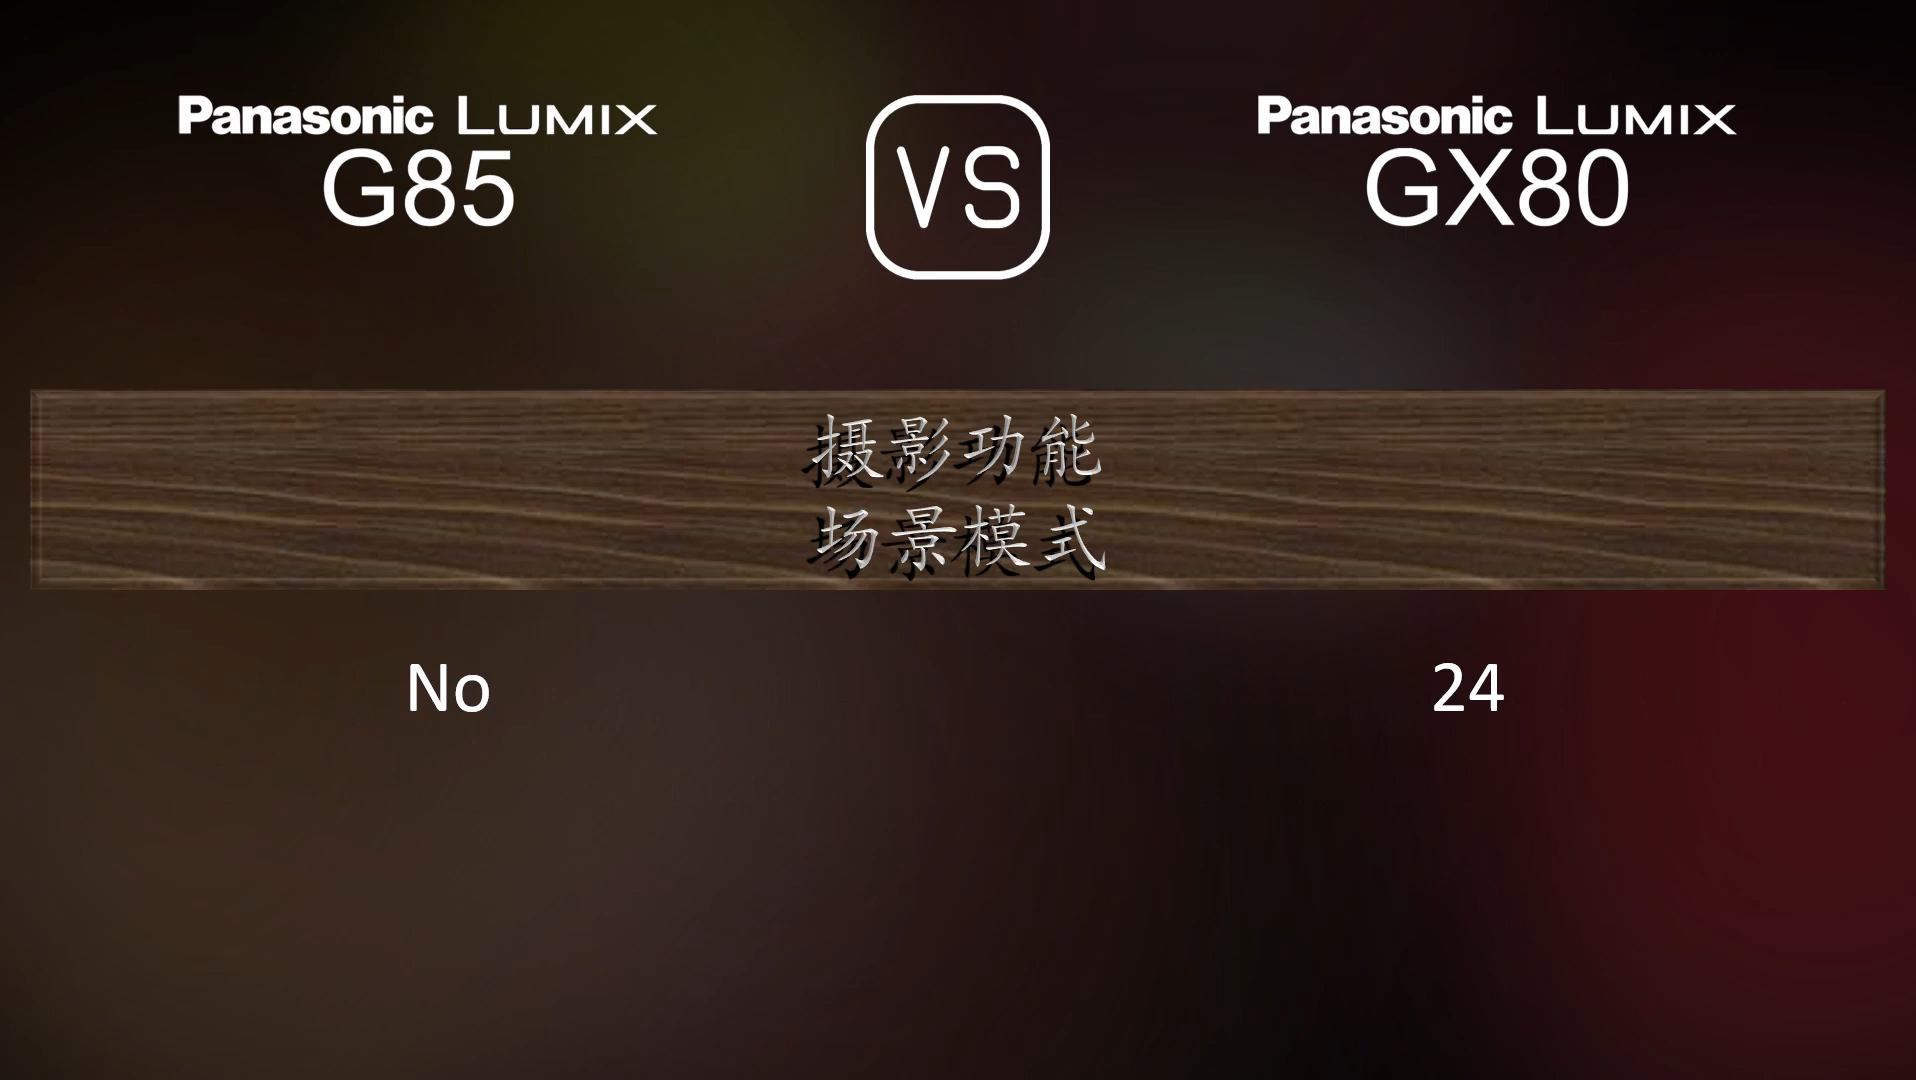 Panasonic LUMIX
G85
VS
Panasonic LUMIX
GX80
摄影功能
场景模式
No
24